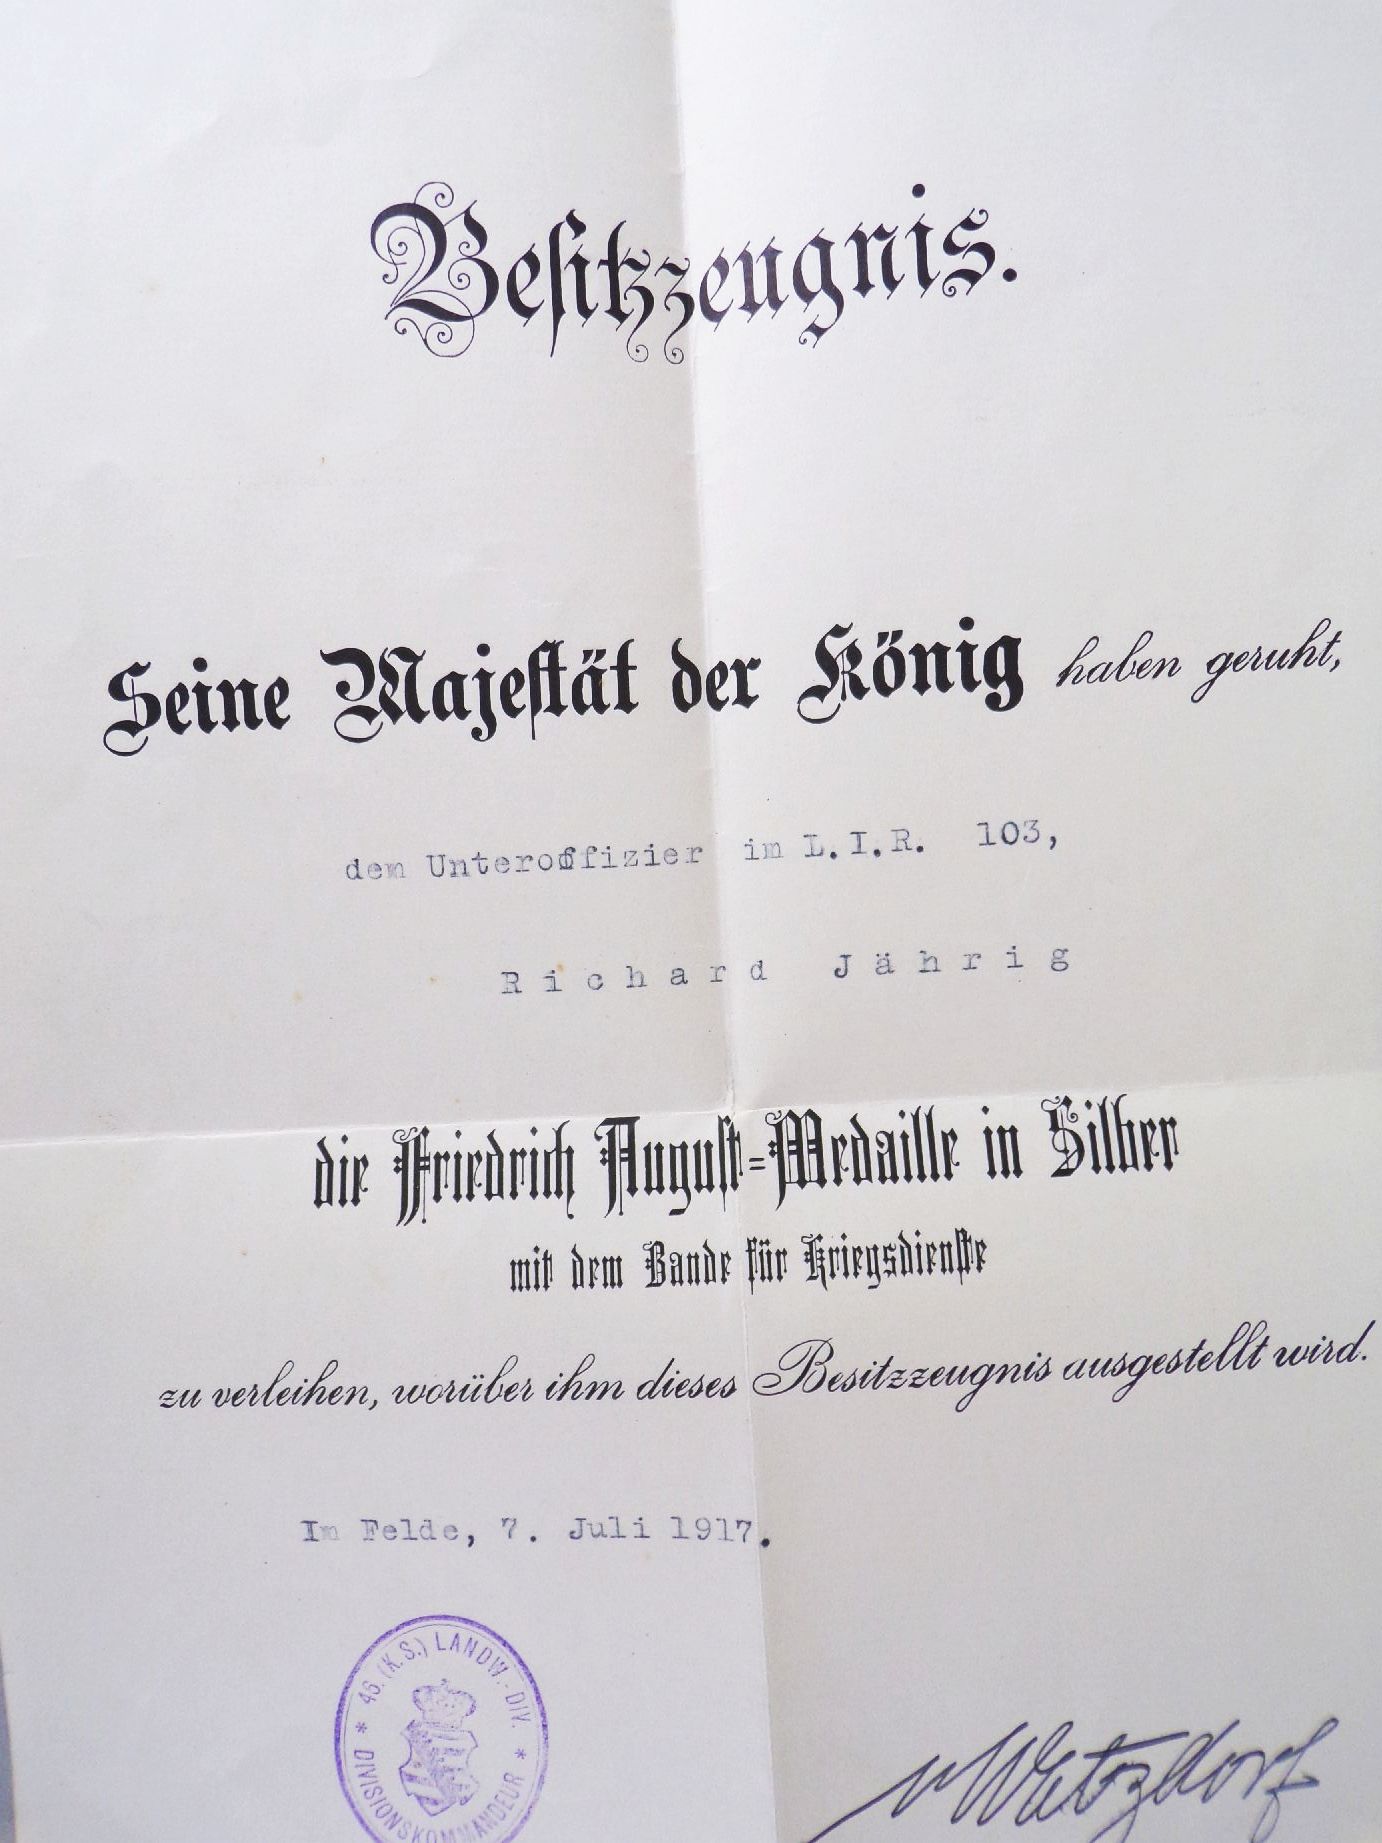 Besitzzeugnis.
Seine Majestät der König haben geruht,
dem Unteroffizier im L.I.R. 103,
Richard Jährig
die Friedrich August=Medaille in Silber
mit dem Bande für Kriegsdienste
zu verleihen, worüber ihm dieses Besitzzeugnis ausgestellt wird.
Im Felde, 7. Juli 1917.
* 46. (K.S.) LANDW.-DIV. *
DIVISIONSKOMMANDEUR
v Watzdorf